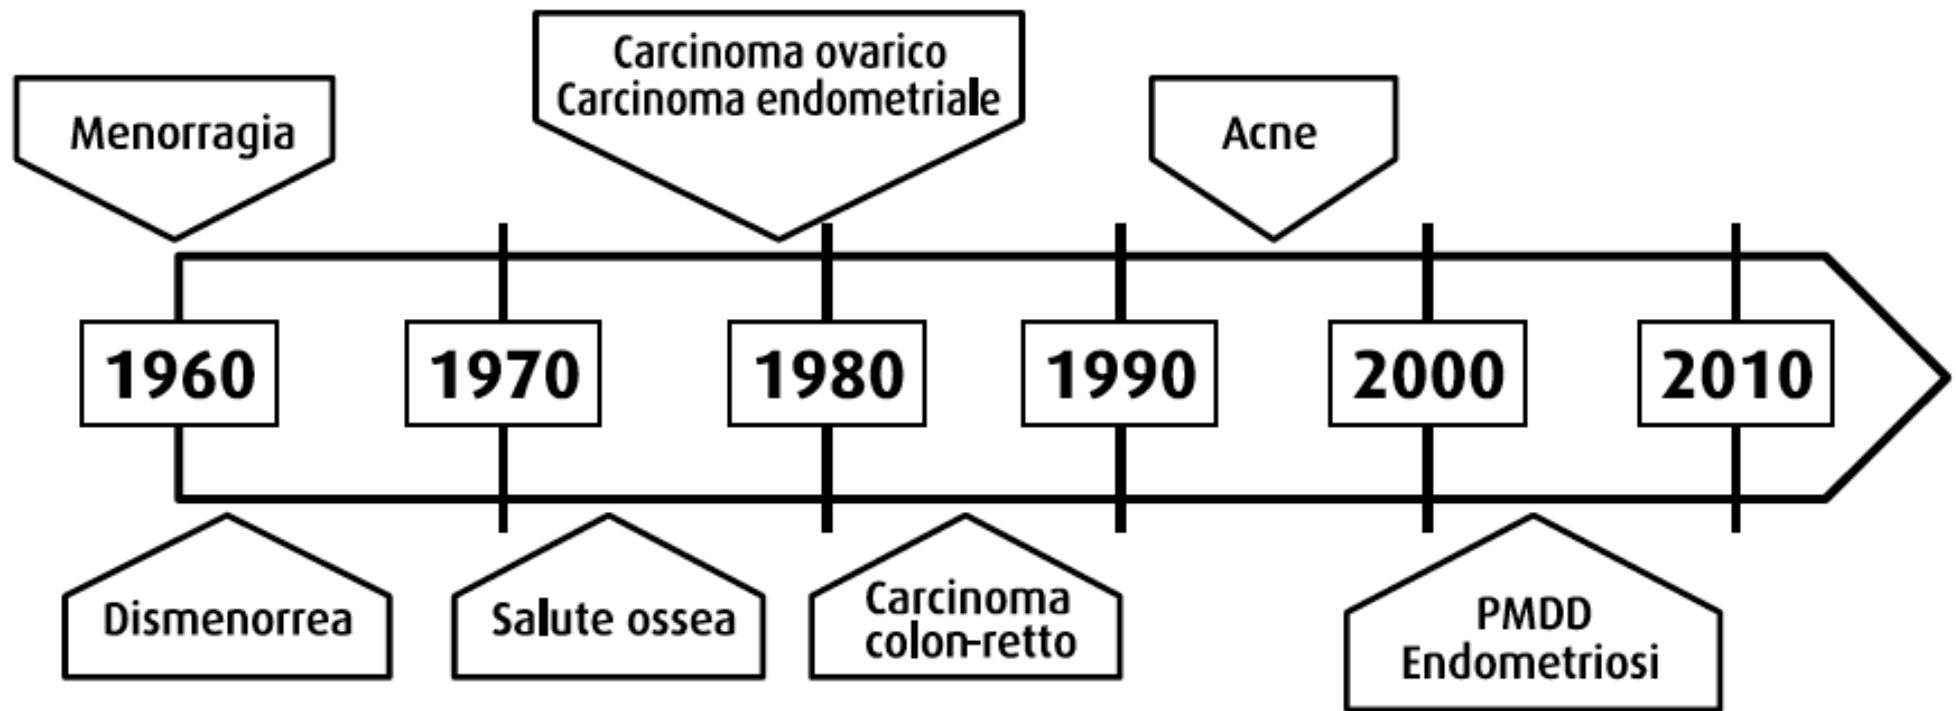 Carcinoma ovarico
Carcinoma endometriale
Menorragia
Acne
1960
1970
1980
1990
2000
2010
Dismenorrea
Salute ossea
Carcinoma
colon-retto
PMDD
Endometriosi